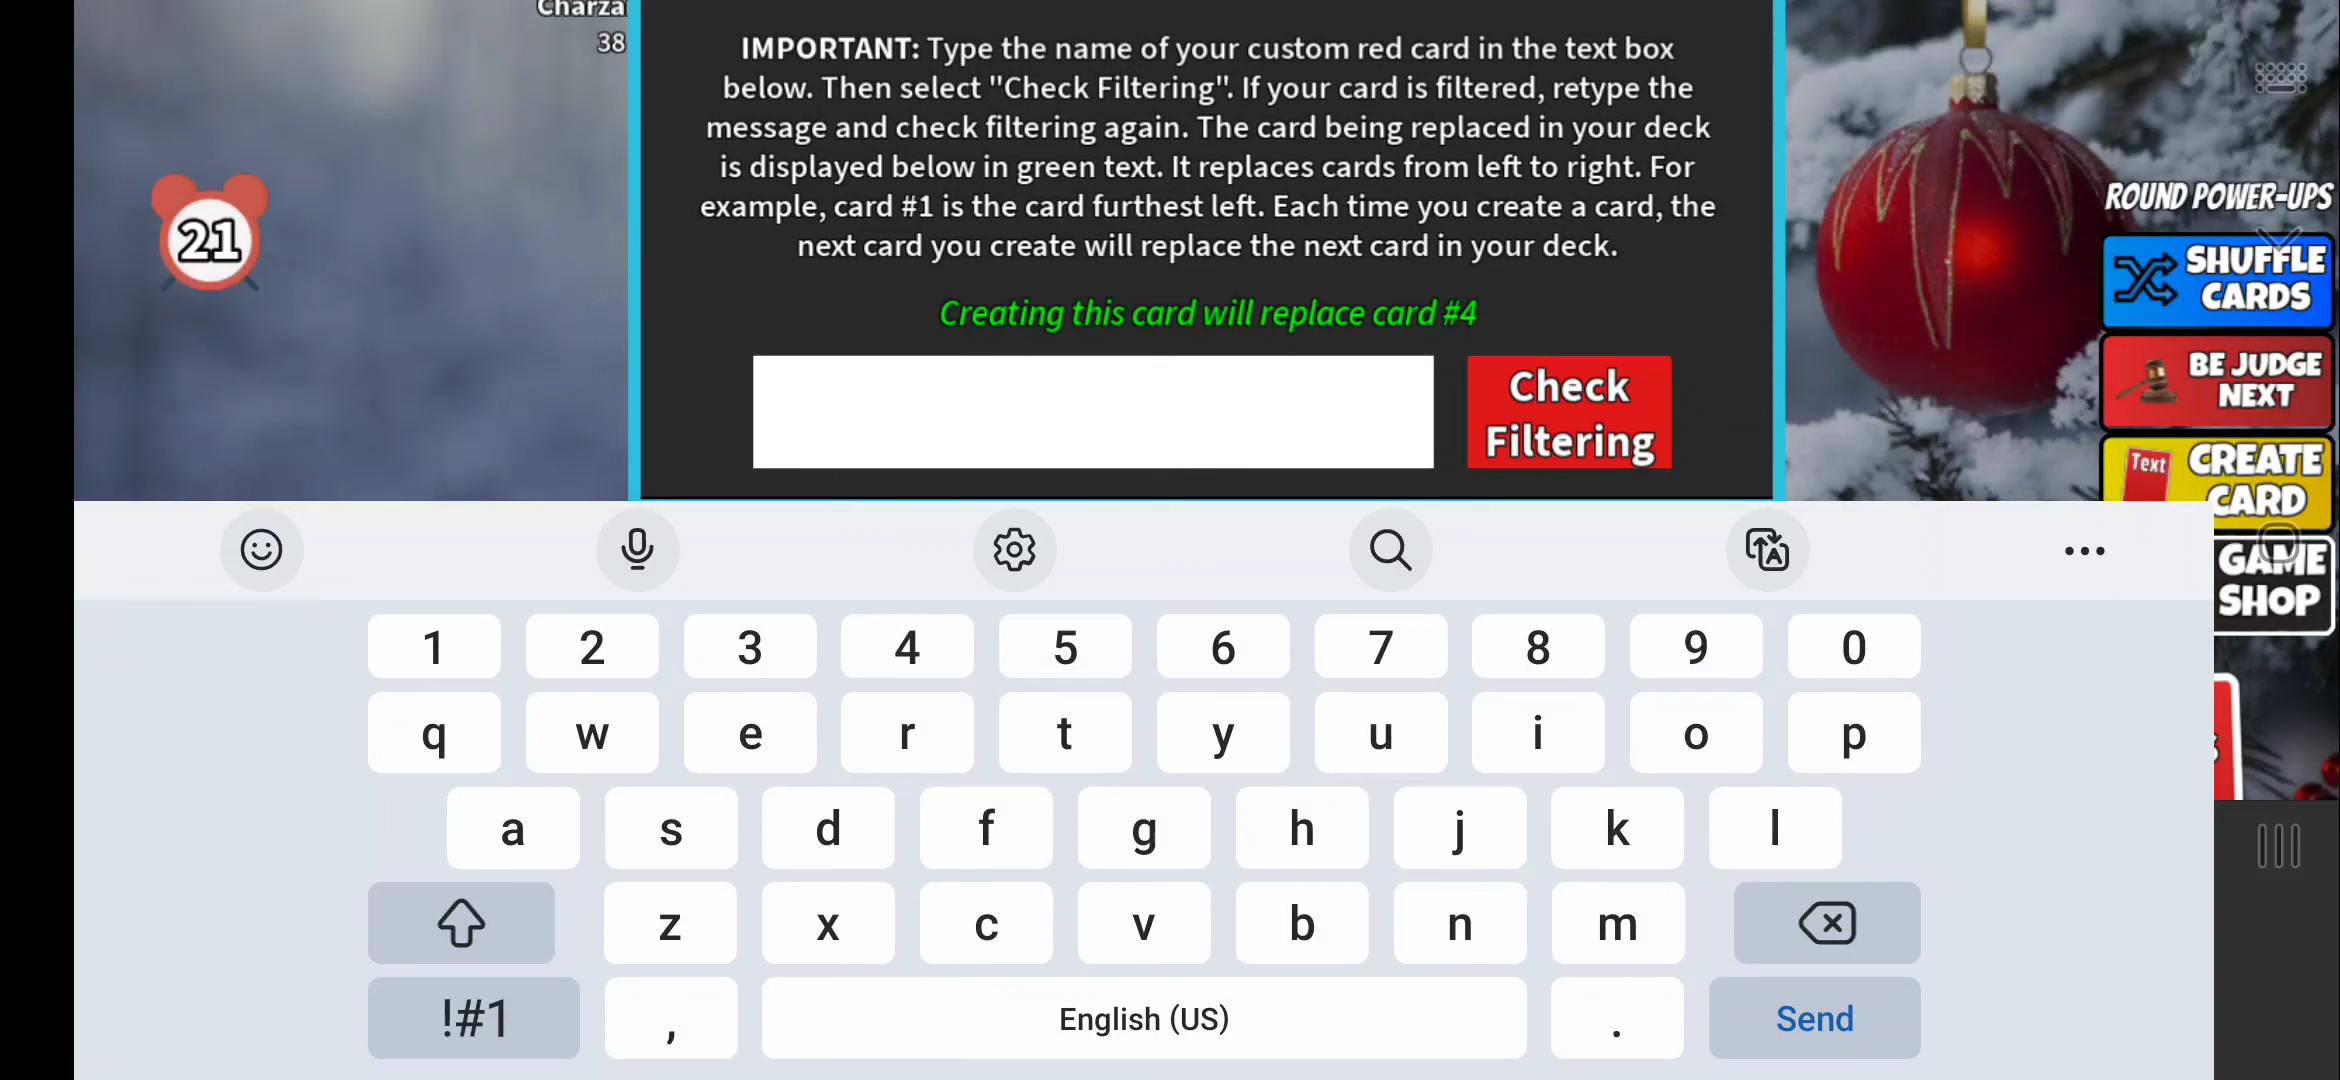 Charza
38
IMPORTANT: Type the name of your custom red card in the text box
below. Then select "Check Filtering". If your card is filtered, retype the
message and check filtering again. The card being replaced in your deck
is displayed below in green text. It replaces cards from left to right. For
example, card #1 is the card furthest left. Each time you create a card, the
next card you create will replace the next card in your deck.
Creating this card will replace card #4
Check
Filtering
21
ROUND POWER-UPS
SHUFFLE
CARDS
BE JUDGE
NEXT
Text
CREATE
CARD
GAME
SHOP
1 2 3 4 5 6 7 8 9 0
q w e r t y u i o p
a s d f g h j k l
z x c v b n m
!#1 , English (US) . Send